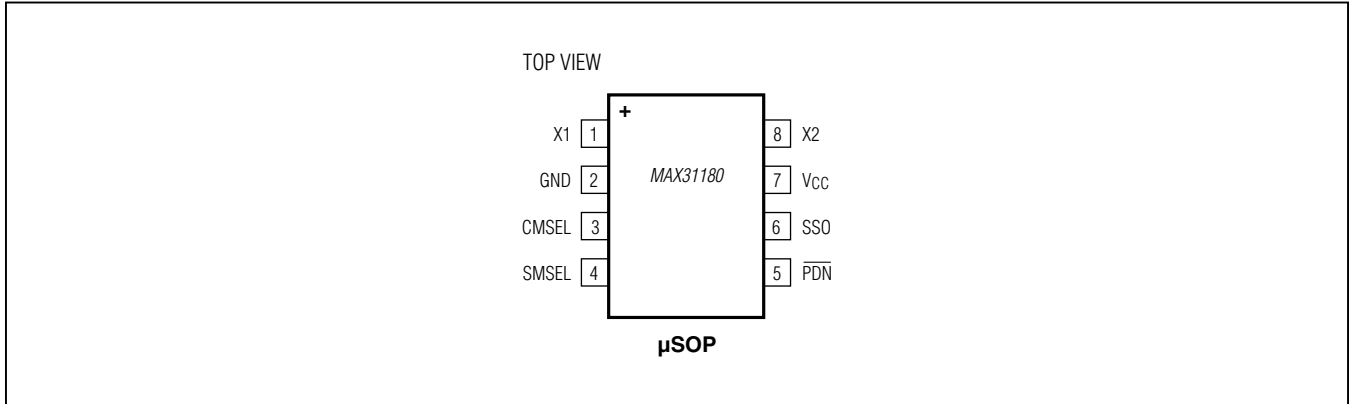 TOP VIEW
+
X1 1 8 X2
GND 2 MAX31180 7 VCC
CMSEL 3 6 SSO
SMSEL 4 5 P̅D̅N̅
µSOP